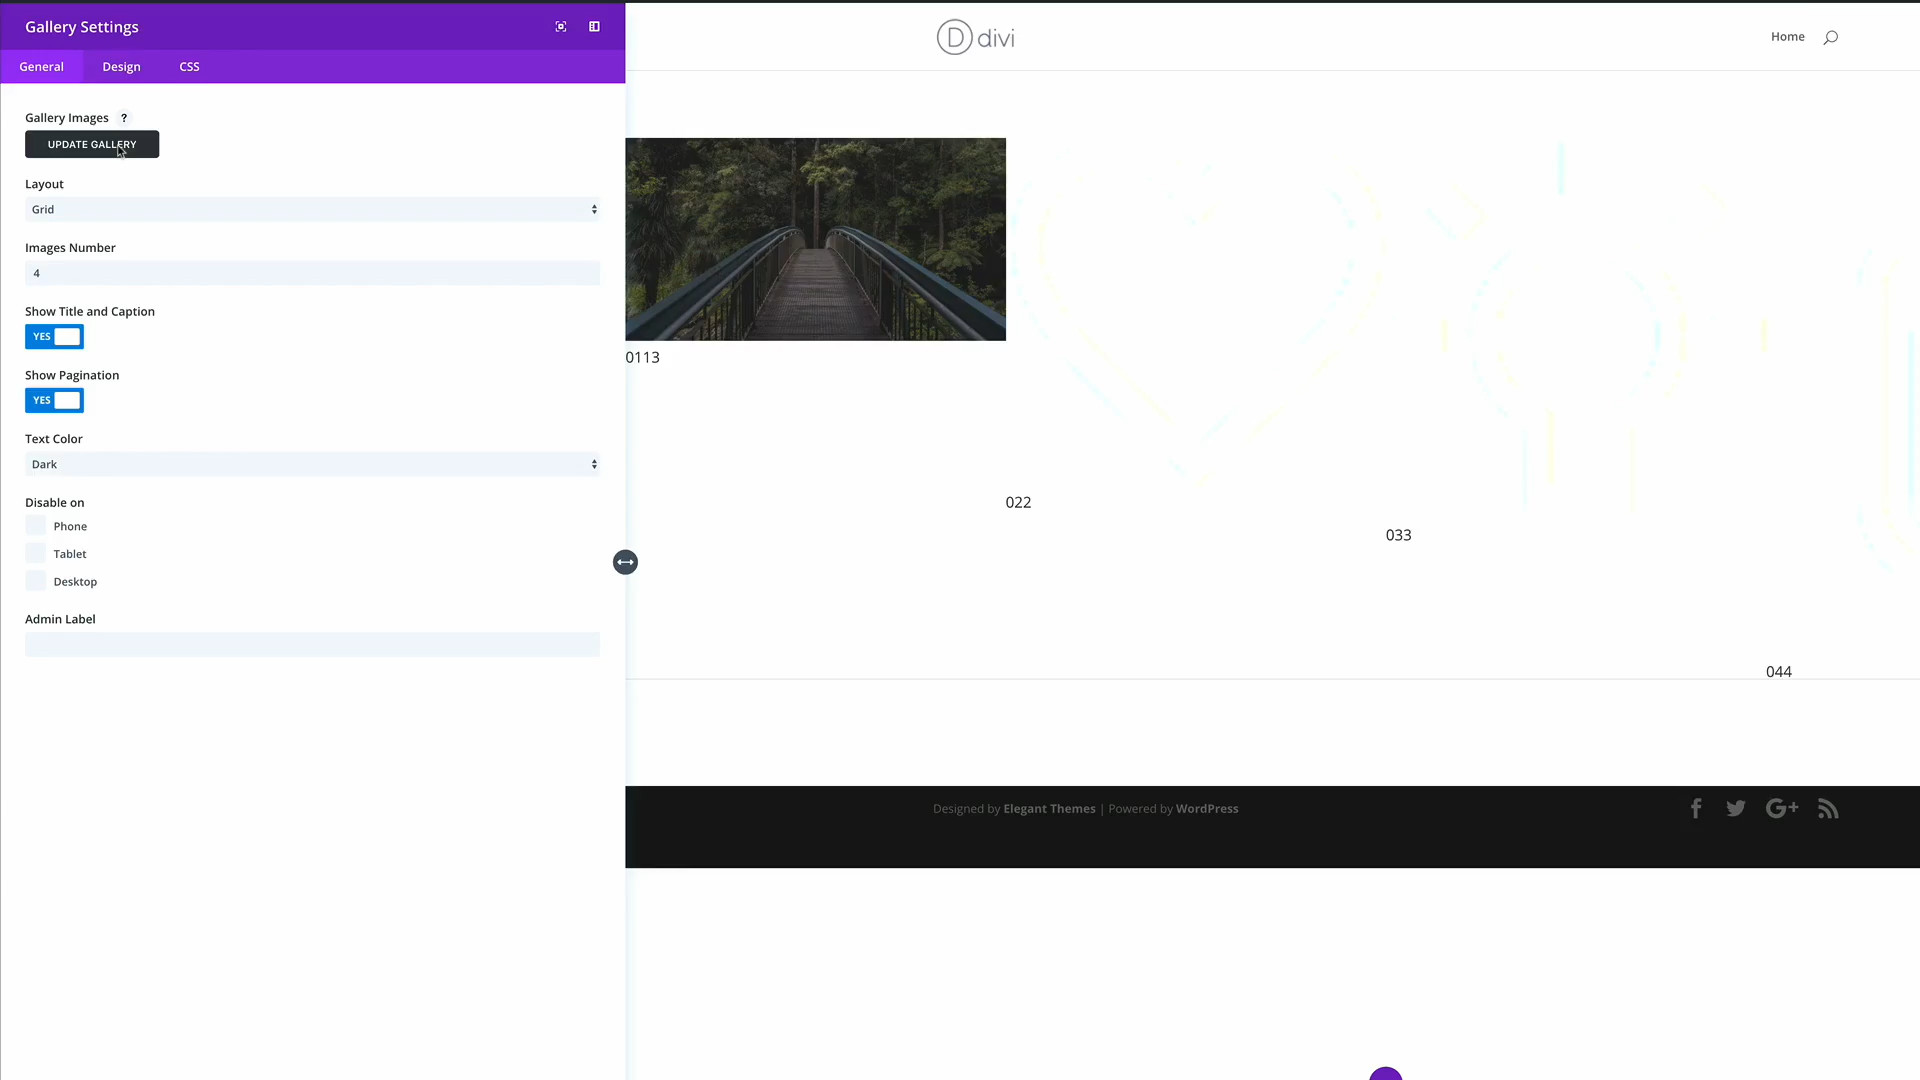 Gallery Settings
General
Design
CSS
Gallery Images ?
UPDATE GALLERY
Layout
Grid
Images Number
4
Show Title and Caption
YES
Show Pagination
YES
Text Color
Dark
Disable on
Phone
Tablet
Desktop
Admin Label
D divi
Home
0113
022
033
044
Designed by Elegant Themes | Powered by WordPress
G+